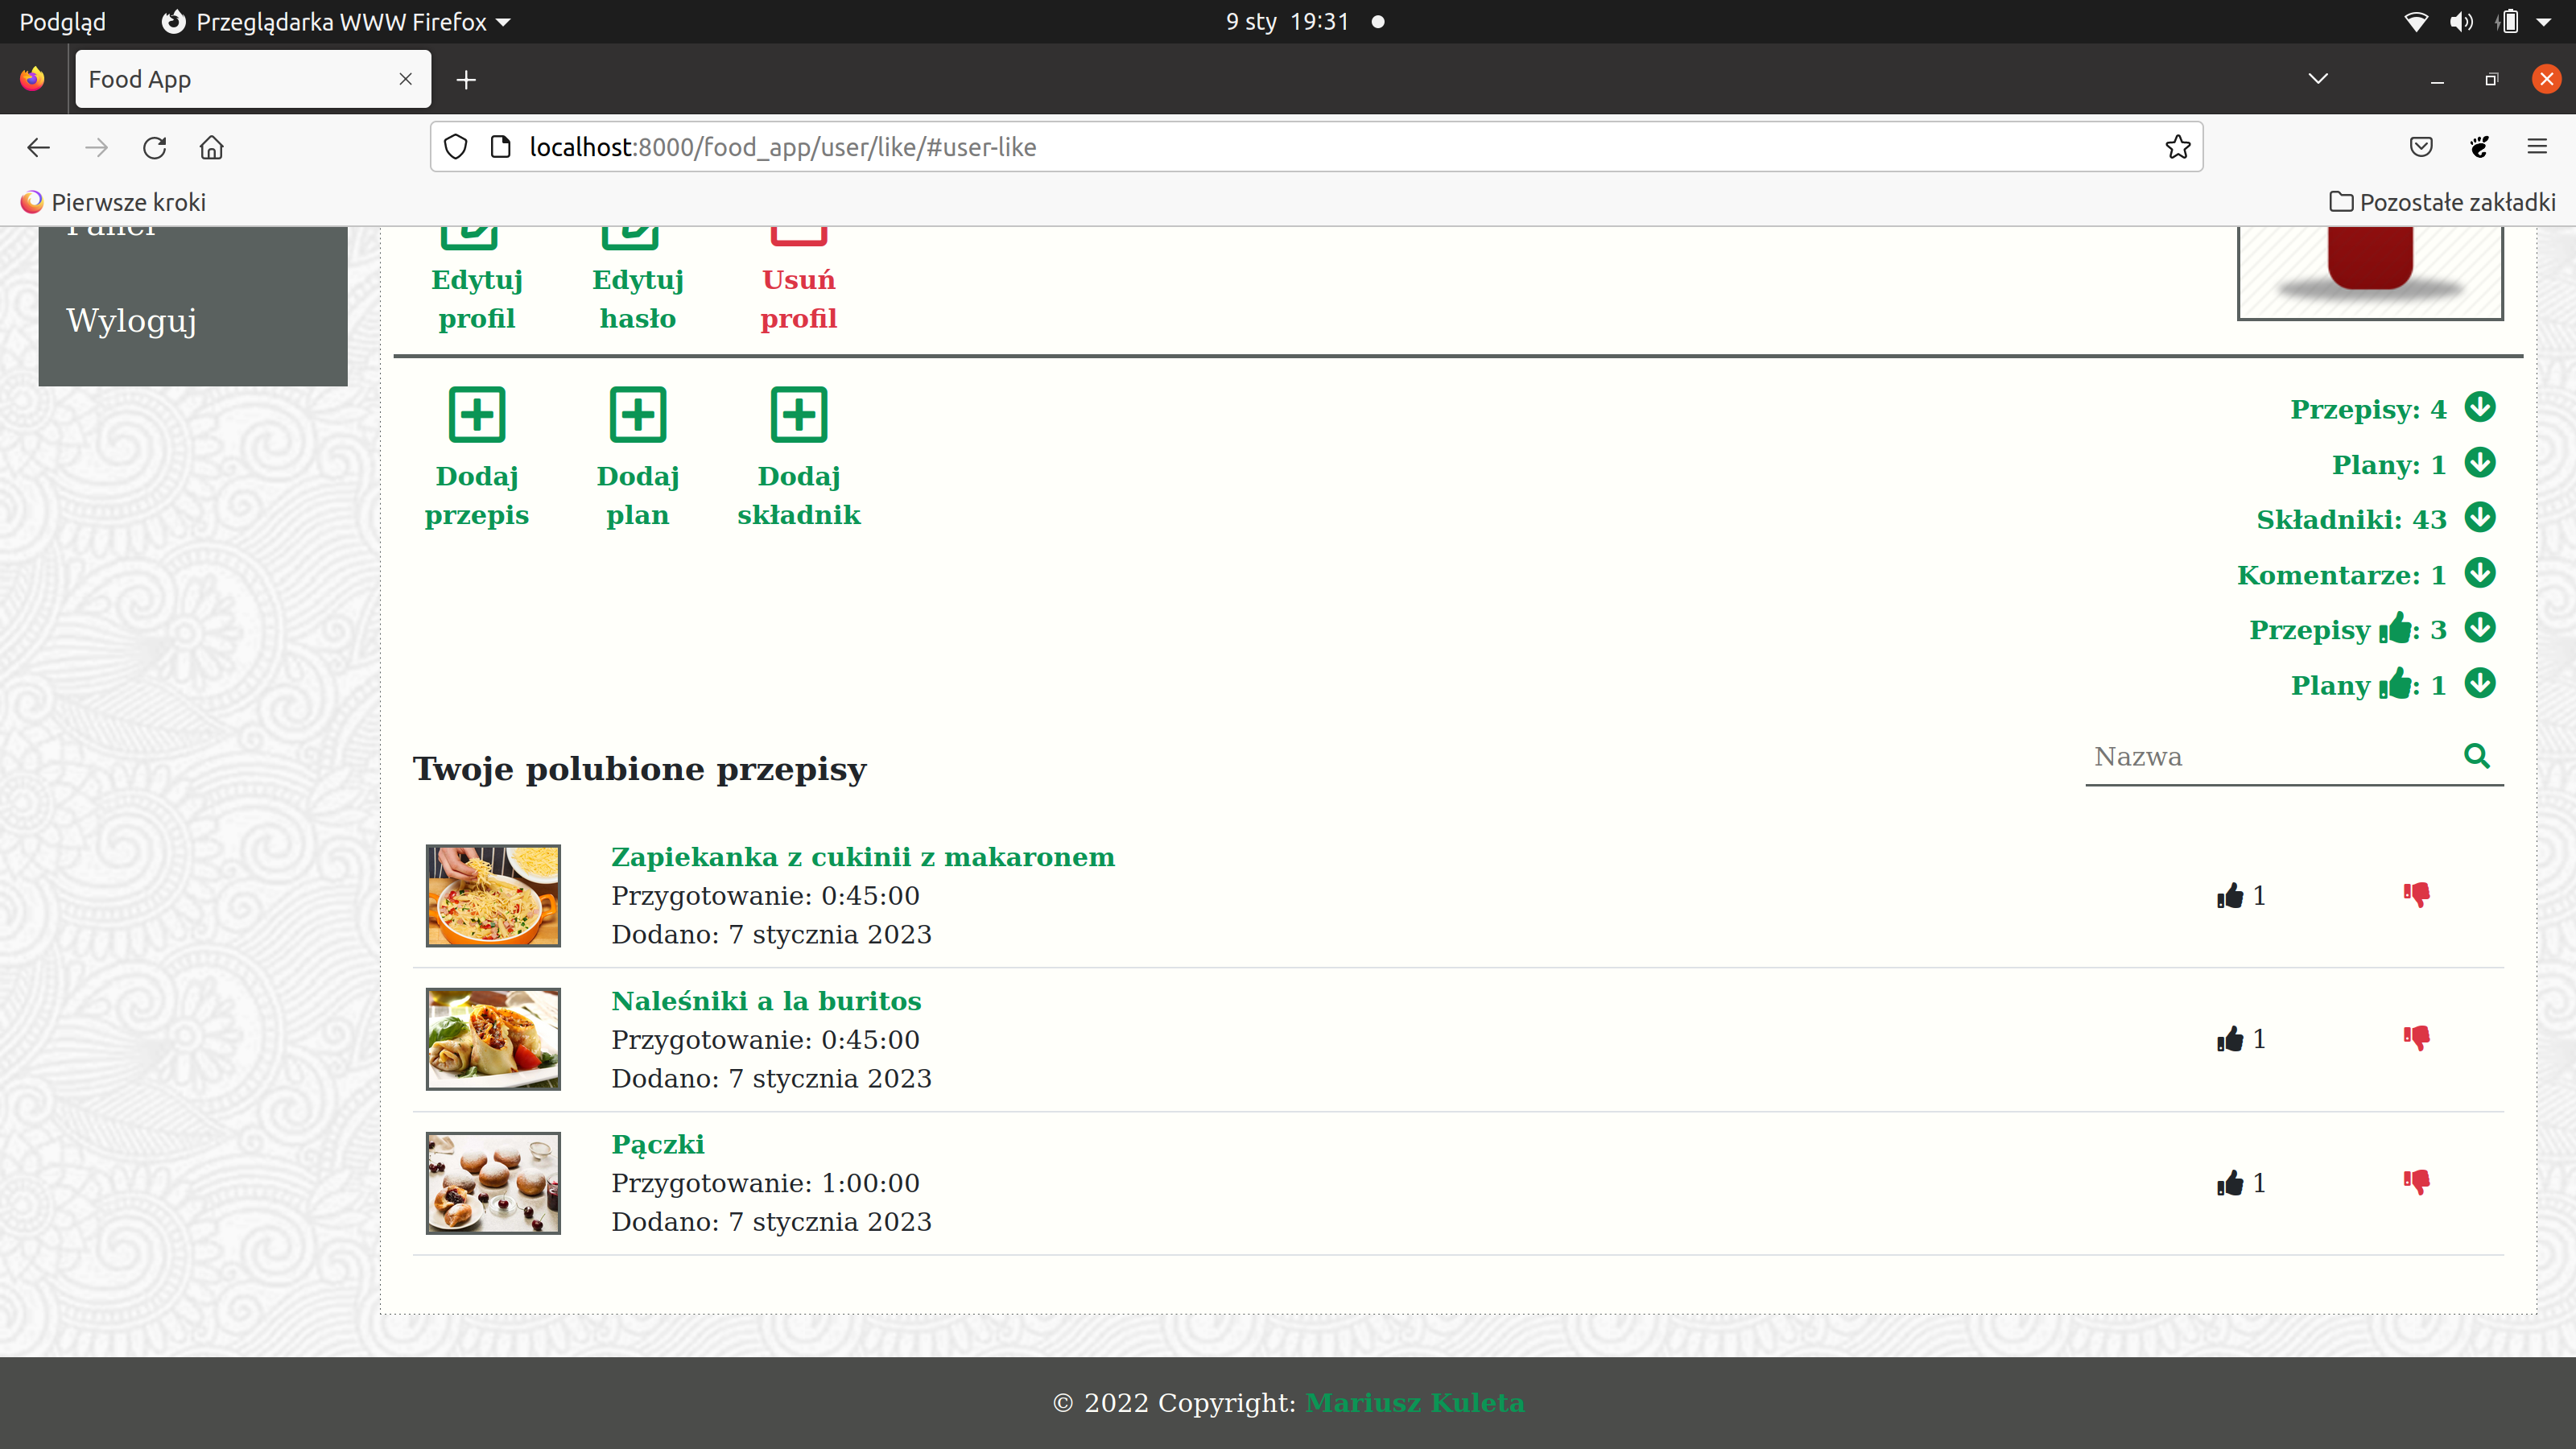 Podgląd
Przeglądarka WWW Firefox
9 sty 19:31
Food App
localhost:8000/food_app/user/like/#user-like
Pierwsze kroki
Pozostałe zakładki
Wyloguj
Edytuj
profil
Edytuj
hasło
Usuń
profil
Dodaj
przepis
Dodaj
plan
Dodaj
składnik
Przepisy: 4
Plany: 1
Składniki: 43
Komentarze: 1
Przepisy : 3
Plany : 1
Twoje polubione przepisy
Nazwa
Zapiekanka z cukinii z makaronem
Przygotowanie: 0:45:00
Dodano: 7 stycznia 2023
1
Naleśniki a la buritos
Przygotowanie: 0:45:00
Dodano: 7 stycznia 2023
1
Pączki
Przygotowanie: 1:00:00
Dodano: 7 stycznia 2023
1
© 2022 Copyright: Mariusz Kuleta